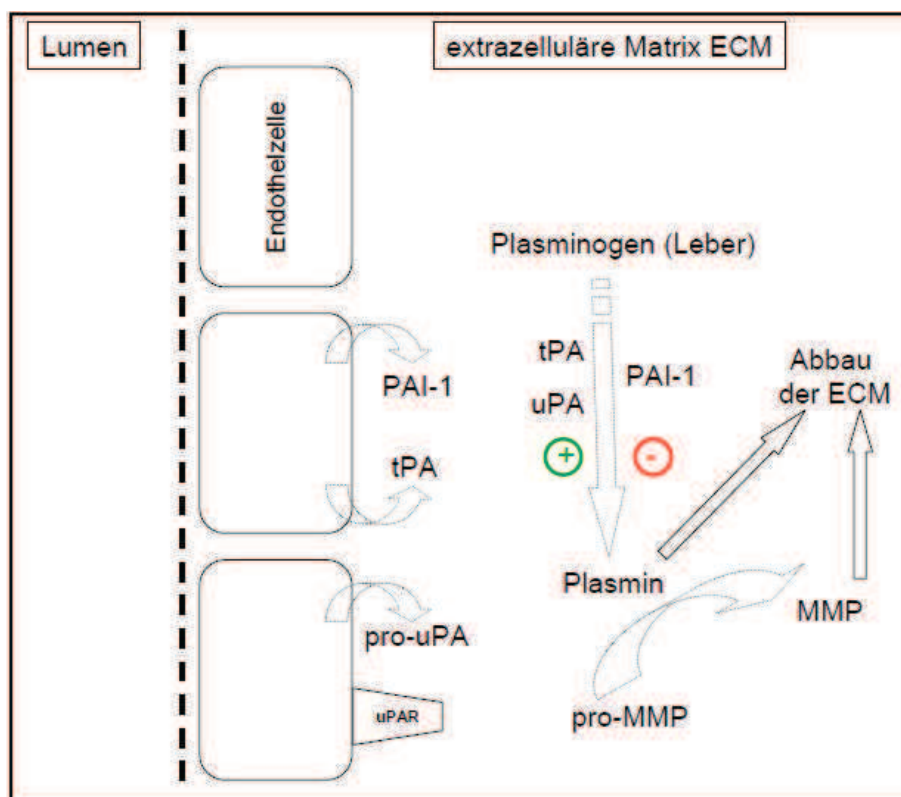 Lumen
extrazelluläre Matrix ECM
Endothelzelle
Plasminogen (Leber)
tPA
PAI-1
uPA
+
-
Abbau
der ECM
PAI-1
tPA
Plasmin
MMP
pro-uPA
uPAR
pro-MMP